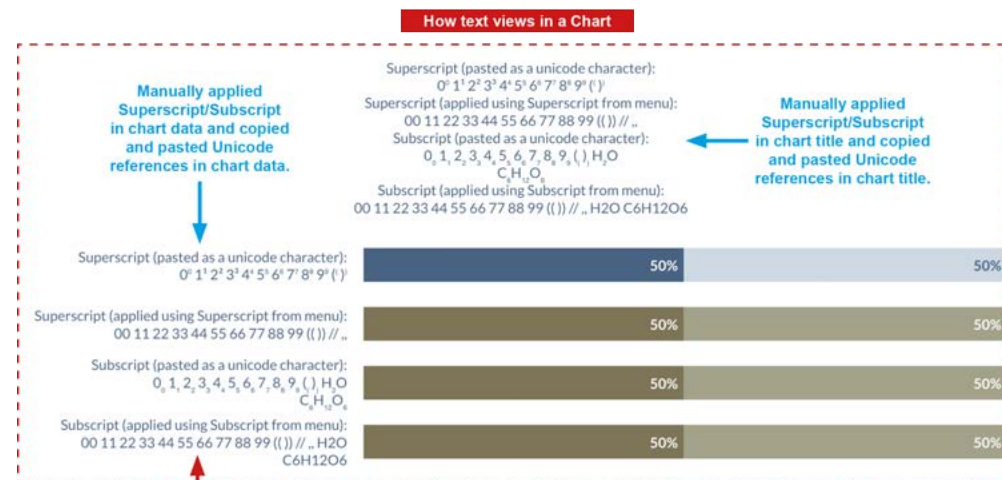 How text views in a Chart
Manually applied
Superscript/Subscript
in chart data and copied
and pasted Unicode
references in chart data.
Superscript (pasted as a unicode character):
0⁰ 1¹ 2² 3³ 4⁴ 5⁵ 6⁶ 7⁷ 8⁸ 9⁹ (⁽ )⁾
Superscript (applied using Superscript from menu):
00 11 22 33 44 55 66 77 88 99 (( )) // ,,
Subscript (pasted as a unicode character):
0₀ 1₁ 2₂ 3₃ 4₄ 5₅ 6₆ 7₇ 8₈ 9₉ (₍ )₎ H₂O
C₆H₁₂O₆
Subscript (applied using Subscript from menu):
00 11 22 33 44 55 66 77 88 99 (( )) // ,, H2O C6H12O6
Manually applied
Superscript/Subscript
in chart title and copied
and pasted Unicode
references in chart title.
Superscript (pasted as a unicode character):
0⁰ 1¹ 2² 3³ 4⁴ 5⁵ 6⁶ 7⁷ 8⁸ 9⁹ (⁽ )⁾
50% 50%
Superscript (applied using Superscript from menu):
00 11 22 33 44 55 66 77 88 99 (( )) // ,,
50% 50%
Subscript (pasted as a unicode character):
0₀ 1₁ 2₂ 3₃ 4₄ 5₅ 6₆ 7₇ 8₈ 9₉ (₍ )₎ H₂O
C₆H₁₂O₆
50% 50%
Subscript (applied using Subscript from menu):
00 11 22 33 44 55 66 77 88 99 (( )) // ,, H2O
C6H12O6
50% 50%